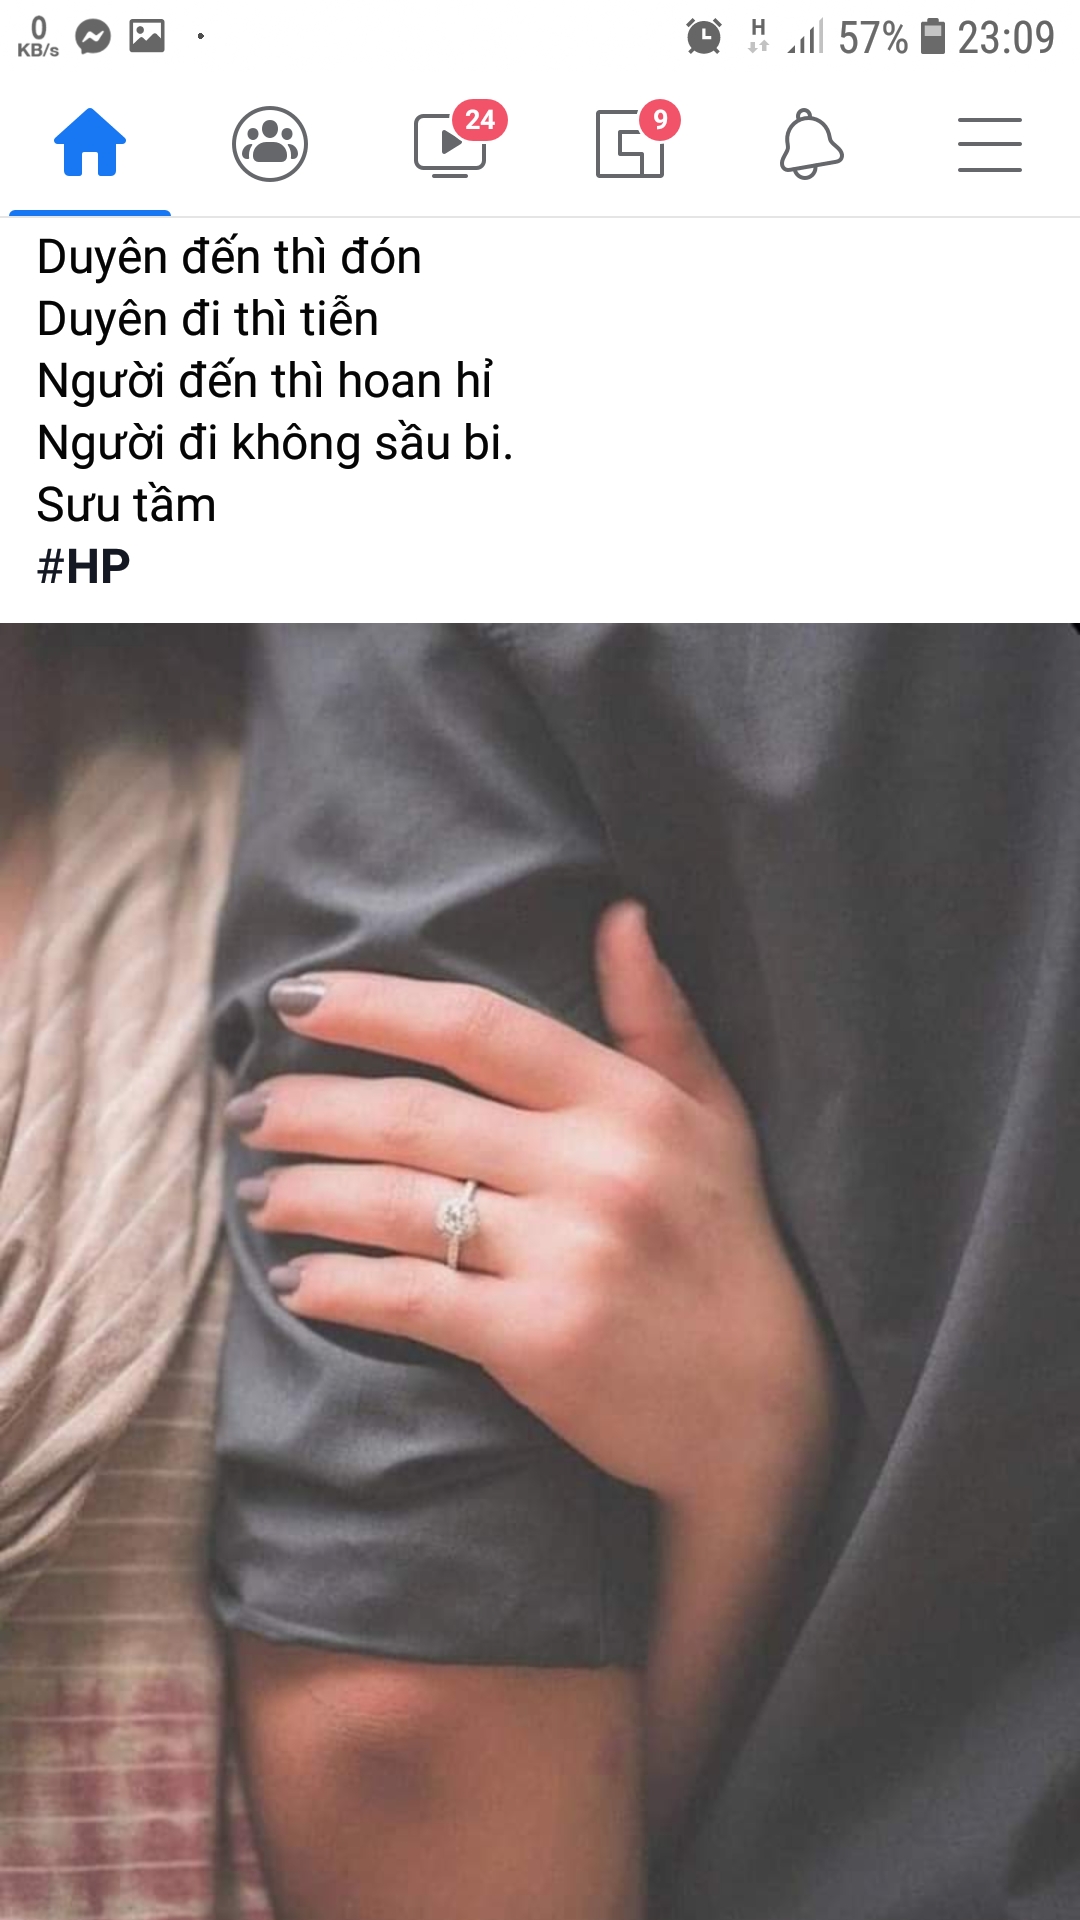 0
KB/s
H
57%
23:09
24
9
Duyên đến thì đón
Duyên đi thì tiễn
Người đến thì hoan hỉ
Người đi không sầu bi.
Sưu tầm
#HP